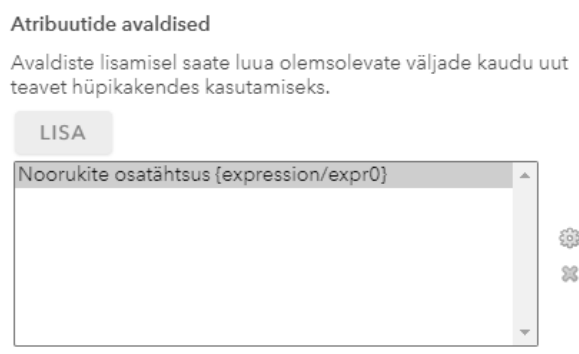 Atribuutide avaldised
Avaldiste lisamisel saate luua olemsolevate väljade kaudu uut
teavet hüpikakendes kasutamiseks.
LISA
Noorukite osatähtsus {expression/expr0}